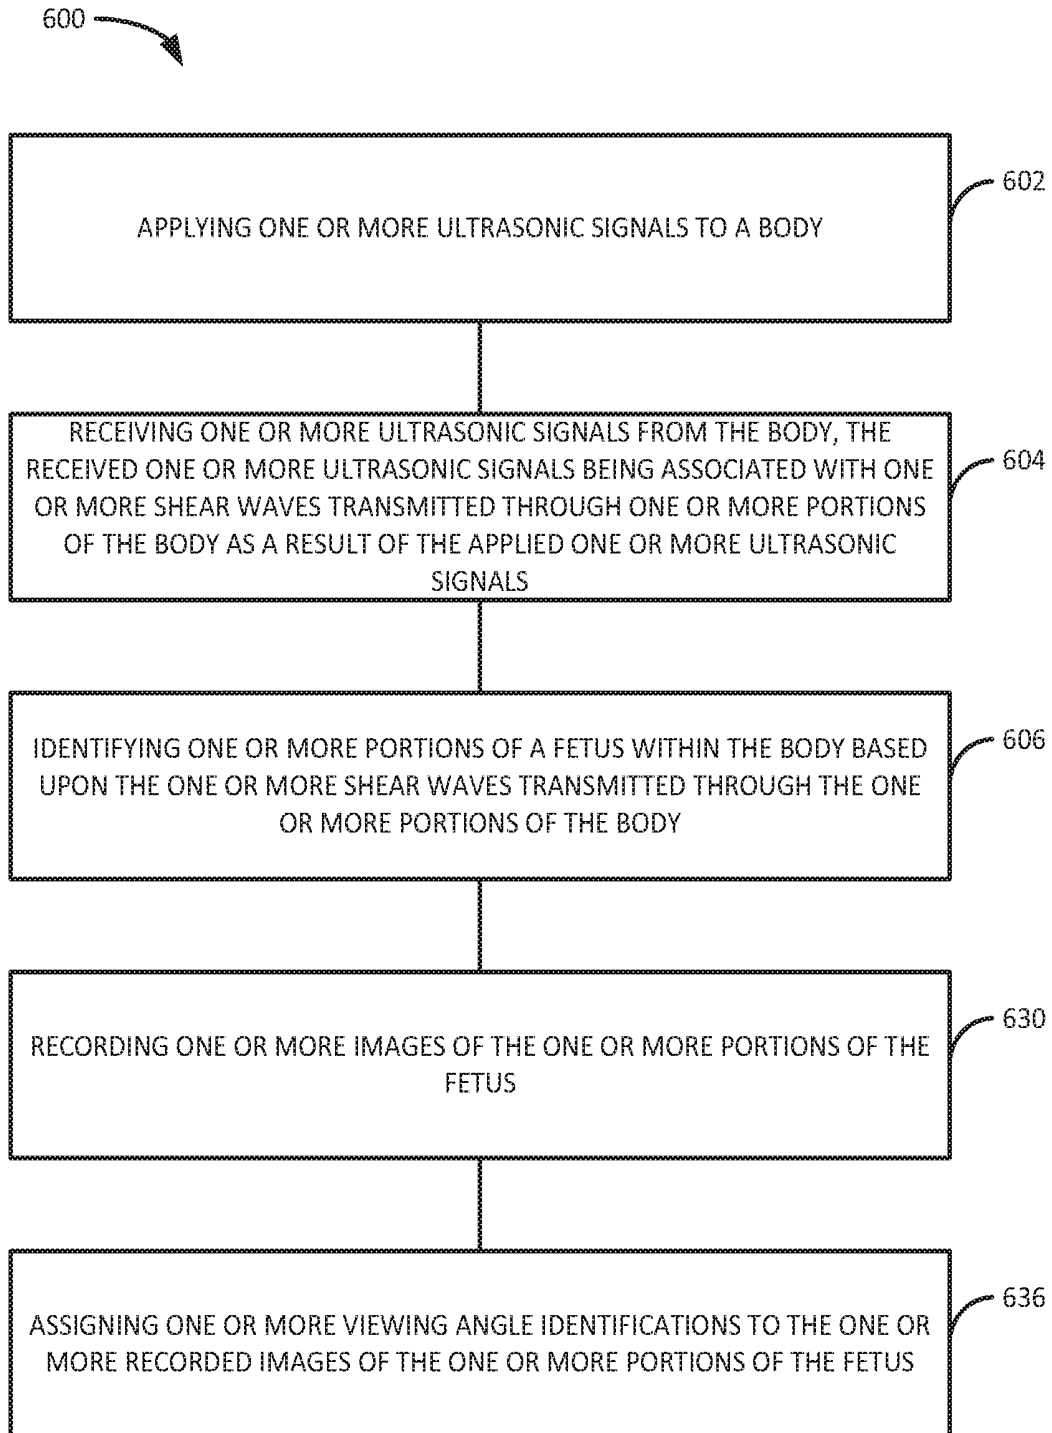 600
APPLYING ONE OR MORE ULTRASONIC SIGNALS TO A BODY
602
RECEIVING ONE OR MORE ULTRASONIC SIGNALS FROM THE BODY, THE
RECEIVED ONE OR MORE ULTRASONIC SIGNALS BEING ASSOCIATED WITH ONE
OR MORE SHEAR WAVES TRANSMITTED THROUGH ONE OR MORE PORTIONS
OF THE BODY AS A RESULT OF THE APPLIED ONE OR MORE ULTRASONIC
SIGNALS
604
IDENTIFYING ONE OR MORE PORTIONS OF A FETUS WITHIN THE BODY BASED
UPON THE ONE OR MORE SHEAR WAVES TRANSMITTED THROUGH THE ONE
OR MORE PORTIONS OF THE BODY
606
RECORDING ONE OR MORE IMAGES OF THE ONE OR MORE PORTIONS OF THE
FETUS
630
ASSIGNING ONE OR MORE VIEWING ANGLE IDENTIFICATIONS TO THE ONE OR
MORE RECORDED IMAGES OF THE ONE OR MORE PORTIONS OF THE FETUS
636